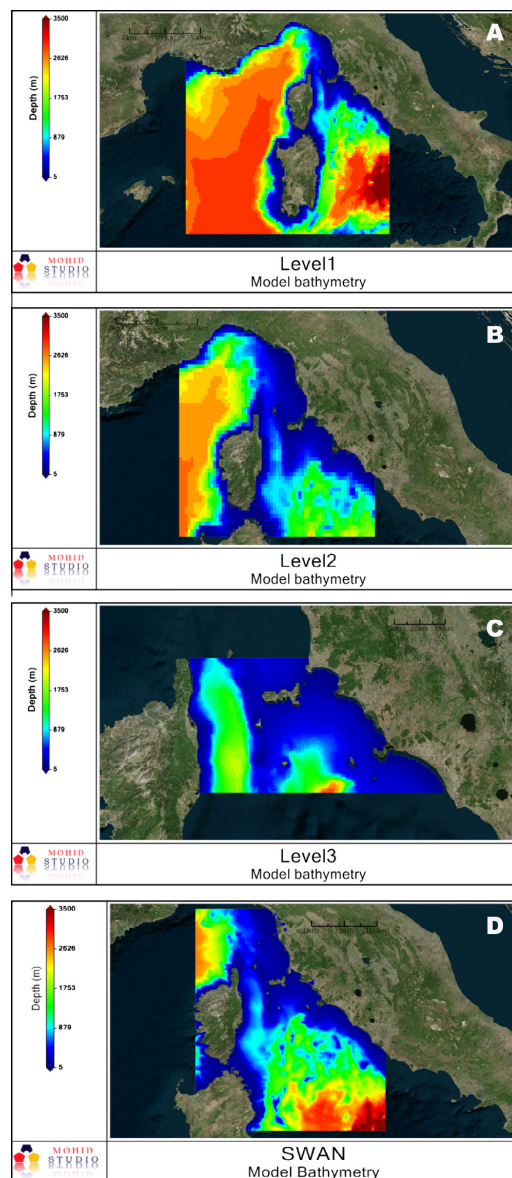 3500
2626
1753
879
5
Depth (m)
A
MOHID
STUDIO
Level1
Model bathymetry
3500
2626
1753
879
5
Depth (m)
B
MOHID
STUDIO
Level2
Model bathymetry
3500
2626
1753
879
5
Depth (m)
C
MOHID
STUDIO
Level3
Model bathymetry
3500
2626
1753
879
5
Depth (m)
D
MOHID
STUDIO
SWAN
Model Bathymetry